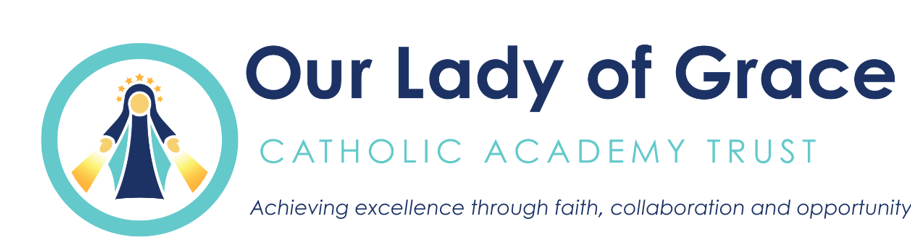 Our Lady of Grace
CATHOLIC ACADEMY TRUST
Achieving excellence through faith, collaboration and opportunity